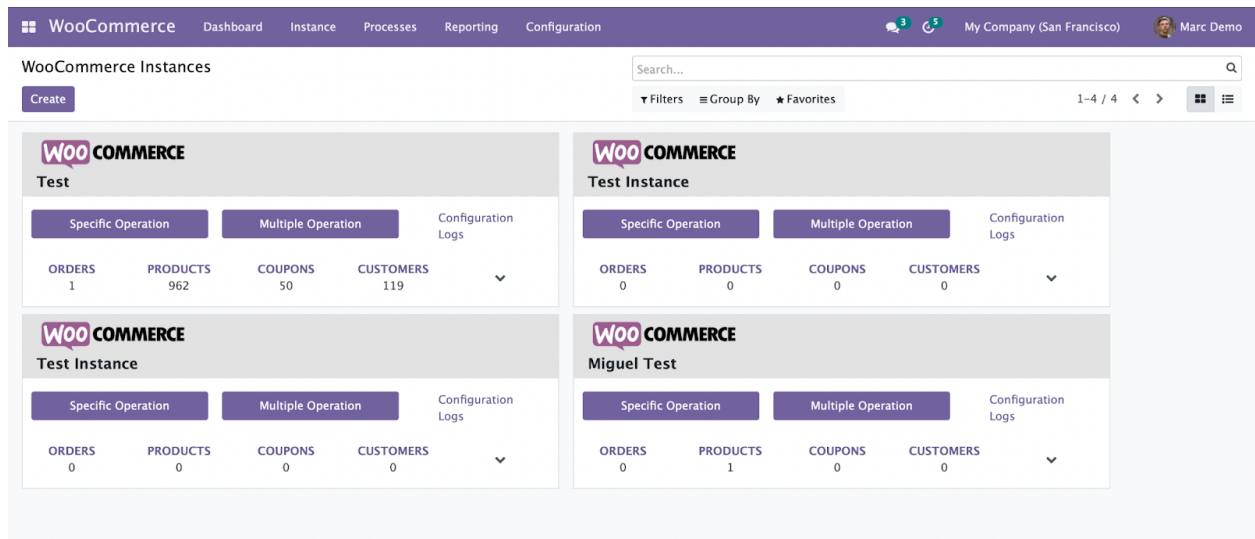 WooCommerce Dashboard Instance Processes Reporting Configuration 3 5 My Company (San Francisco) Marc Demo
WooCommerce Instances
Search...
Create
Filters Group By Favorites 1-4 / 4
WOO COMMERCE
Test
Specific Operation Multiple Operation Configuration
Logs
ORDERS PRODUCTS COUPONS CUSTOMERS
1 962 50 119
WOO COMMERCE
Test Instance
Specific Operation Multiple Operation Configuration
Logs
ORDERS PRODUCTS COUPONS CUSTOMERS
0 0 0 0
WOO COMMERCE
Test Instance
Specific Operation Multiple Operation Configuration
Logs
ORDERS PRODUCTS COUPONS CUSTOMERS
0 0 0 0
WOO COMMERCE
Miguel Test
Specific Operation Multiple Operation Configuration
Logs
ORDERS PRODUCTS COUPONS CUSTOMERS
0 1 0 0